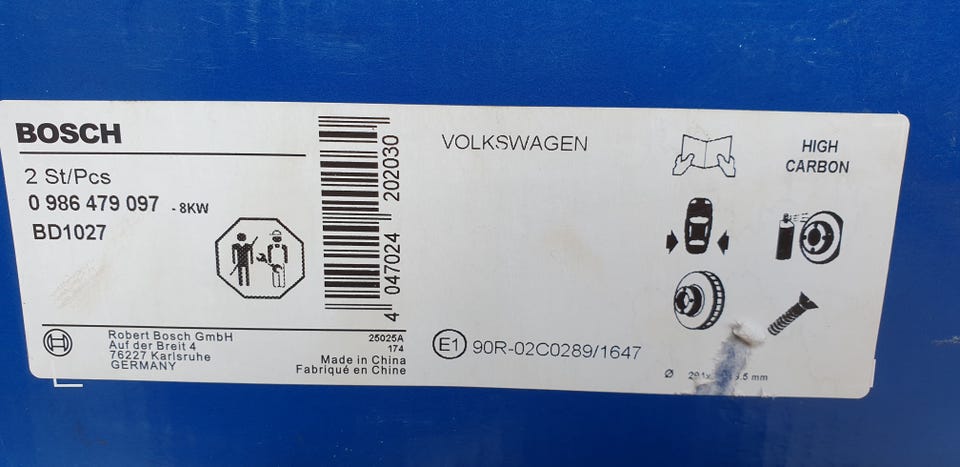 BOSCH
2 St/Pcs
0 986 479 097 - 8KW
BD1027
4 047024 202030
Robert Bosch GmbH
Auf der Breit 4
76227 Karlsruhe
GERMANY
25025A
174
Made in China
Fabriqué en Chine
VOLKSWAGEN
E1 90R-02C0289/1647
HIGH
CARBON
Ø mm